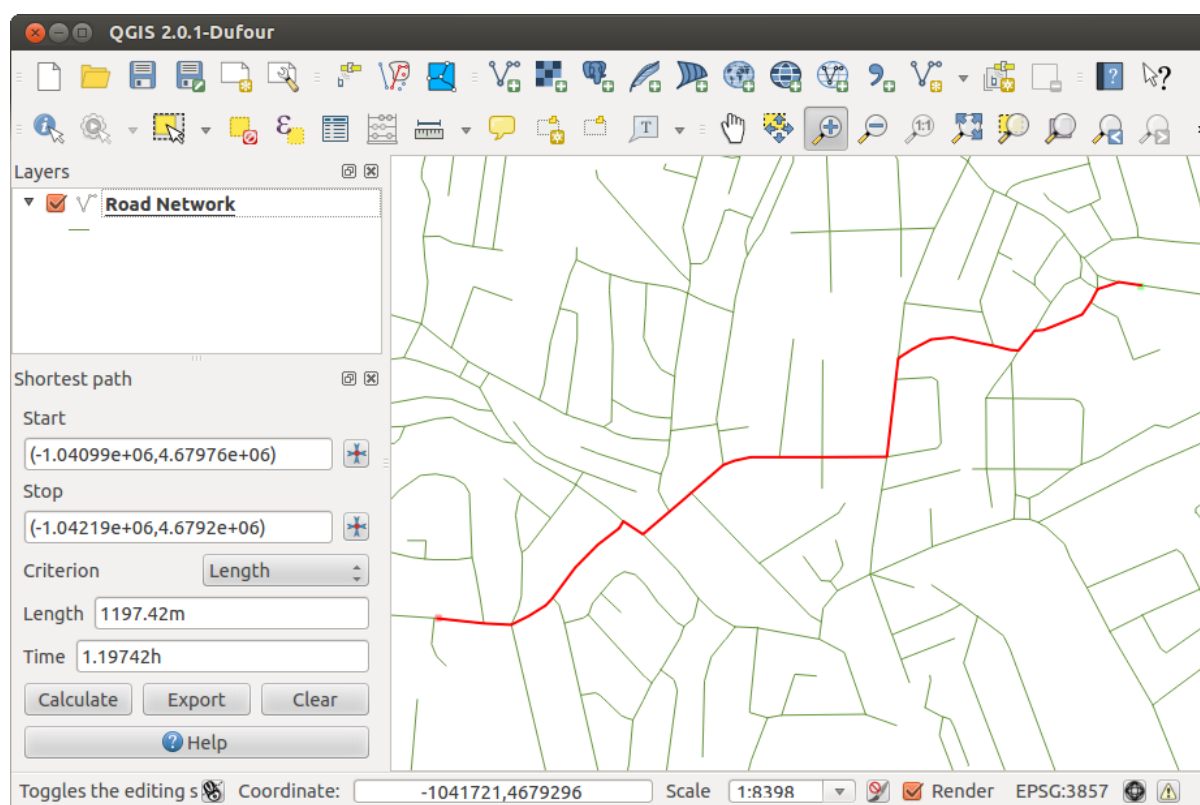 QGIS 2.0.1-Dufour
Layers
Road Network
Shortest path
Start
(-1.04099e+06,4.67976e+06)
Stop
(-1.04219e+06,4.6792e+06)
Criterion Length
Length 1197.42m
Time 1.19742h
Calculate Export Clear
Help
Toggles the editing s Coordinate: -1041721,4679296 Scale 1:8398 Render EPSG:3857